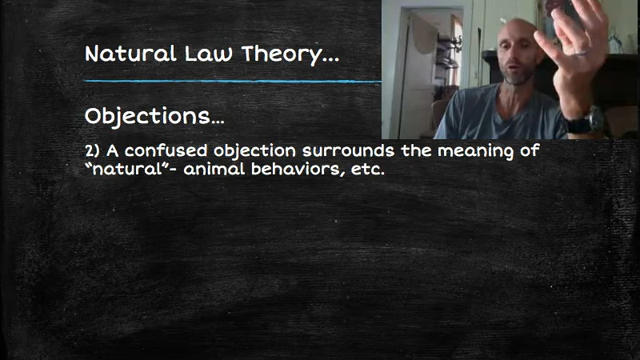 Natural Law Theory...
Objections...
2) A confused objection surrounds the meaning of
"natural"- animal behaviors, etc.